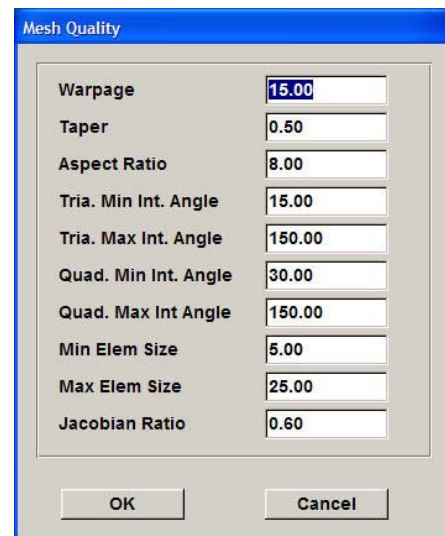 Mesh Quality
Warpage 15.00
Taper 0.50
Aspect Ratio 8.00
Tria. Min Int. Angle 15.00
Tria. Max Int. Angle 150.00
Quad. Min Int. Angle 30.00
Quad. Max Int Angle 150.00
Min Elem Size 5.00
Max Elem Size 25.00
Jacobian Ratio 0.60
OK Cancel